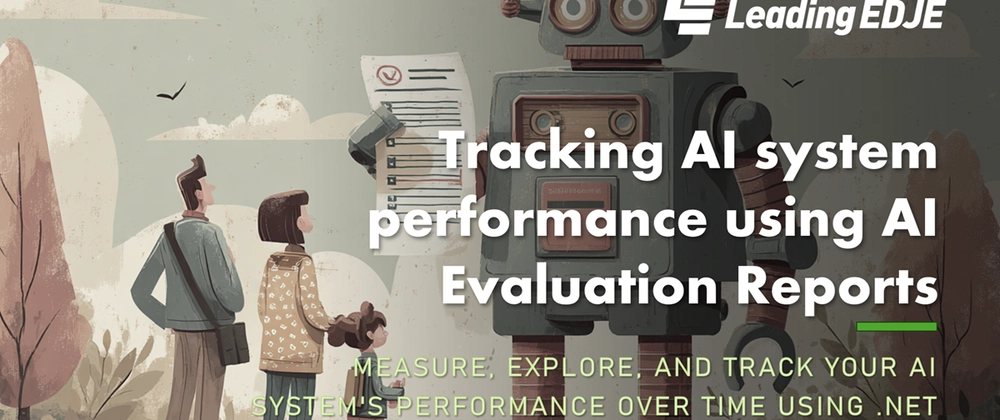 Leading EDJE
Tracking AI system
performance using AI
Evaluation Reports
MEASURE, EXPLORE, AND TRACK YOUR AI
SYSTEM'S PERFORMANCE OVER TIME USING .NET